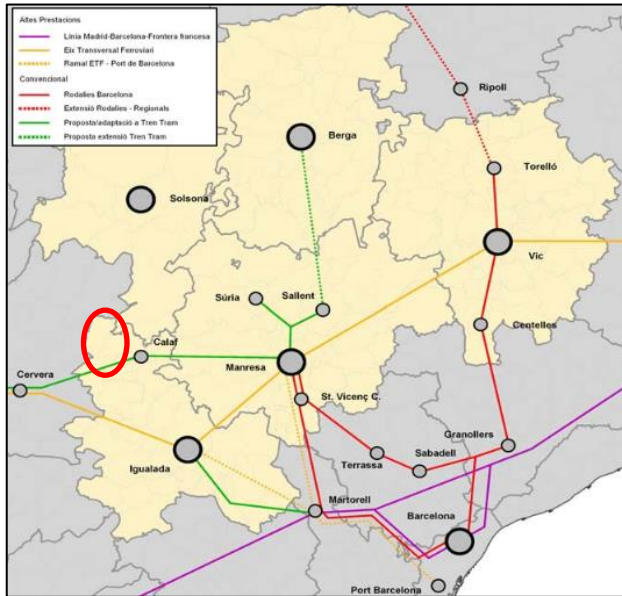 Altes Prestacions
Línia Madrid-Barcelona-Frontera francesa
Eix Transversal Ferroviari
Ramal ETF - Port de Barcelona
Convencional
Rodalies Barcelona
Extensió Rodalies - Regionals
Proposta/adaptació a Tren Tram
Proposta extensió Tren Tram
Ripoll
Berga
Torelló
Solsona
Vic
Súria
Sallent
Centelles
Calaf
Manresa
Cervera
St. Vicenç C.
Granollers
Igualada
Terrassa
Sabadell
Martorell
Barcelona
Port Barcelona